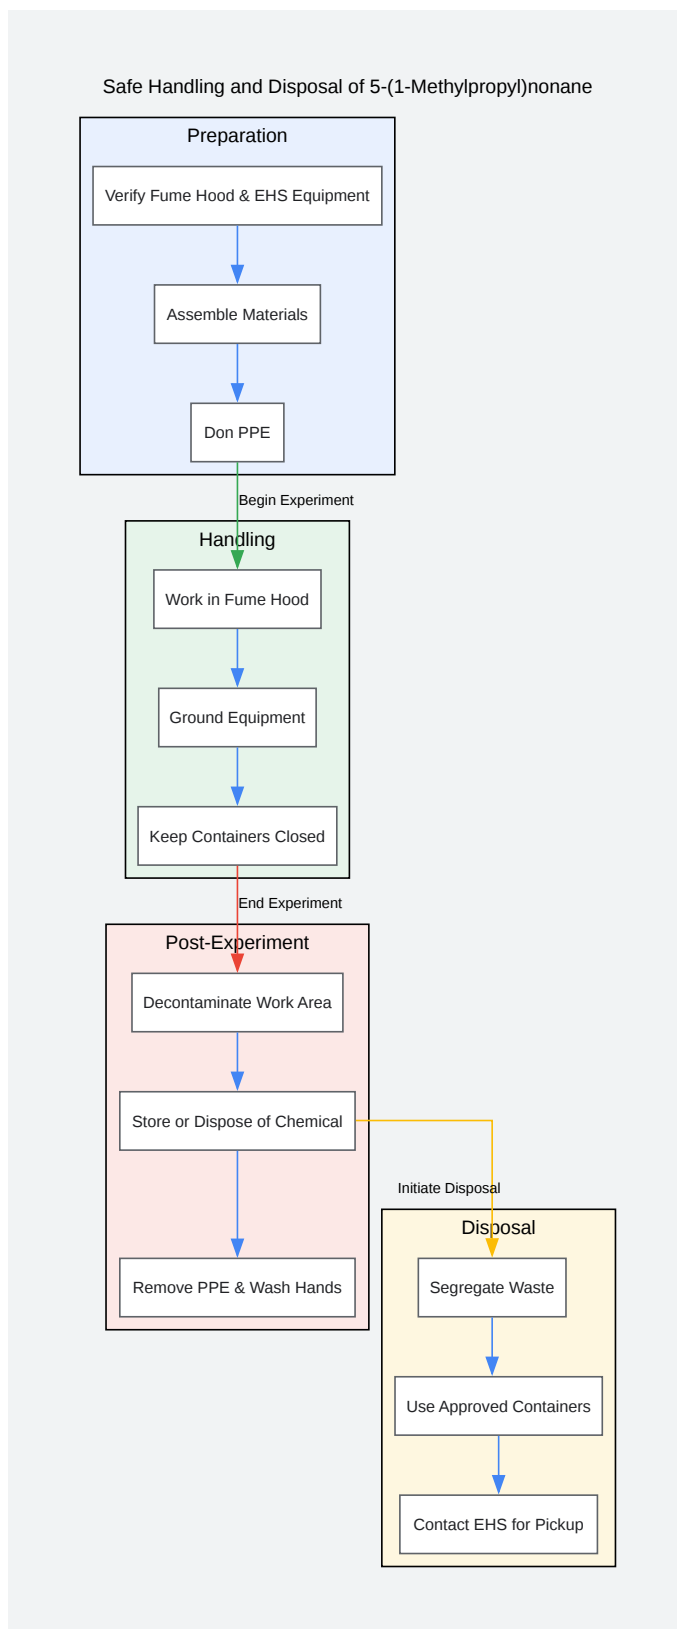 Safe Handling and Disposal of 5-(1-Methylpropyl)nonane
Preparation
Verify Fume Hood & EHS Equipment
Assemble Materials
Don PPE
Begin Experiment
Handling
Work in Fume Hood
Ground Equipment
Keep Containers Closed
End Experiment
Post-Experiment
Decontaminate Work Area
Store or Dispose of Chemical
Remove PPE & Wash Hands
Initiate Disposal
Disposal
Segregate Waste
Use Approved Containers
Contact EHS for Pickup